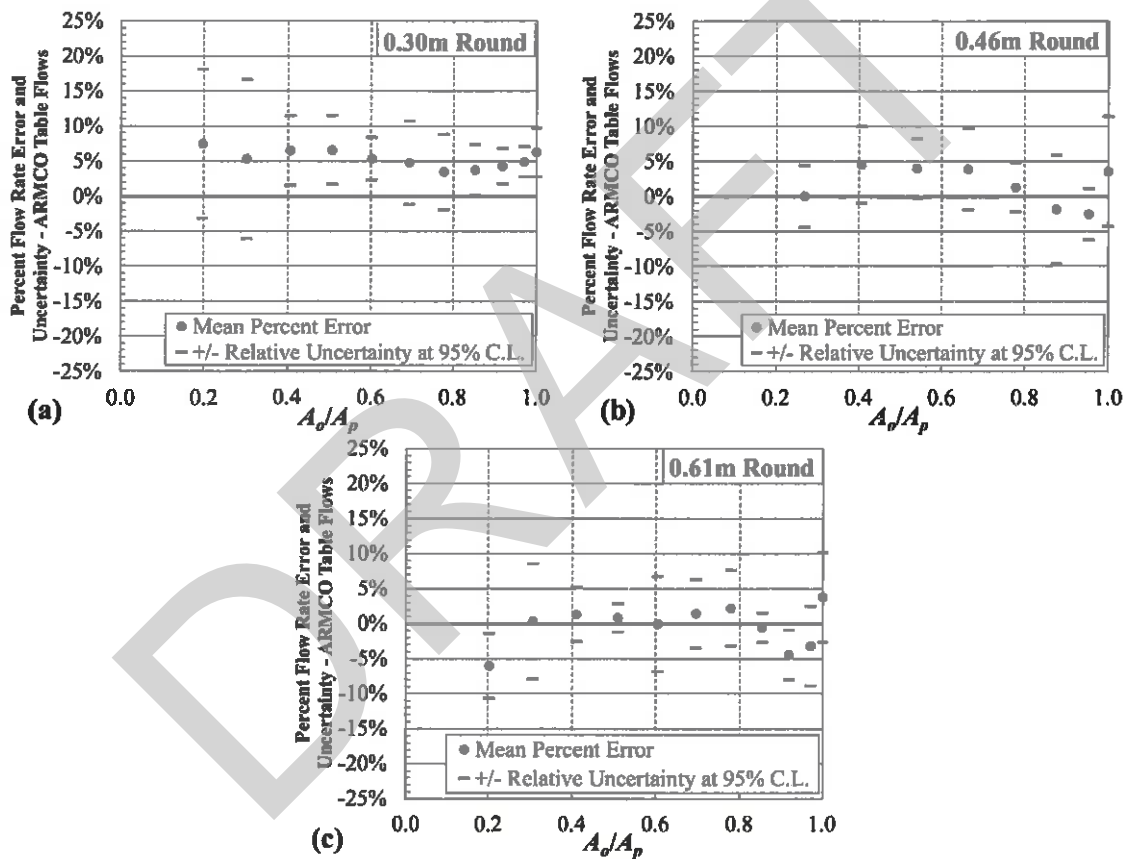 25%
20%
15%
10%
5%
0%
-5%
-10%
-15%
-20%
-25%
Percent Flow Rate Error and
Uncertainty - ARMCO Table Flows
0.30m Round
Mean Percent Error
+/- Relative Uncertainty at 95% C.L.
0.0 0.2 0.4 0.6 0.8 1.0
(a)
Ao/Ap
25%
20%
15%
10%
5%
0%
-5%
-10%
-15%
-20%
-25%
Percent Flow Rate Error and
Uncertainty - ARMCO Table Flows
0.46m Round
Mean Percent Error
+/- Relative Uncertainty at 95% C.L.
0.0 0.2 0.4 0.6 0.8 1.0
(b)
Ao/Ap
25%
20%
15%
10%
5%
0%
-5%
-10%
-15%
-20%
-25%
Percent Flow Rate Error and
Uncertainty - ARMCO Table Flows
0.61m Round
Mean Percent Error
+/- Relative Uncertainty at 95% C.L.
0.0 0.2 0.4 0.6 0.8 1.0
(c)
Ao/Ap
DRAFT